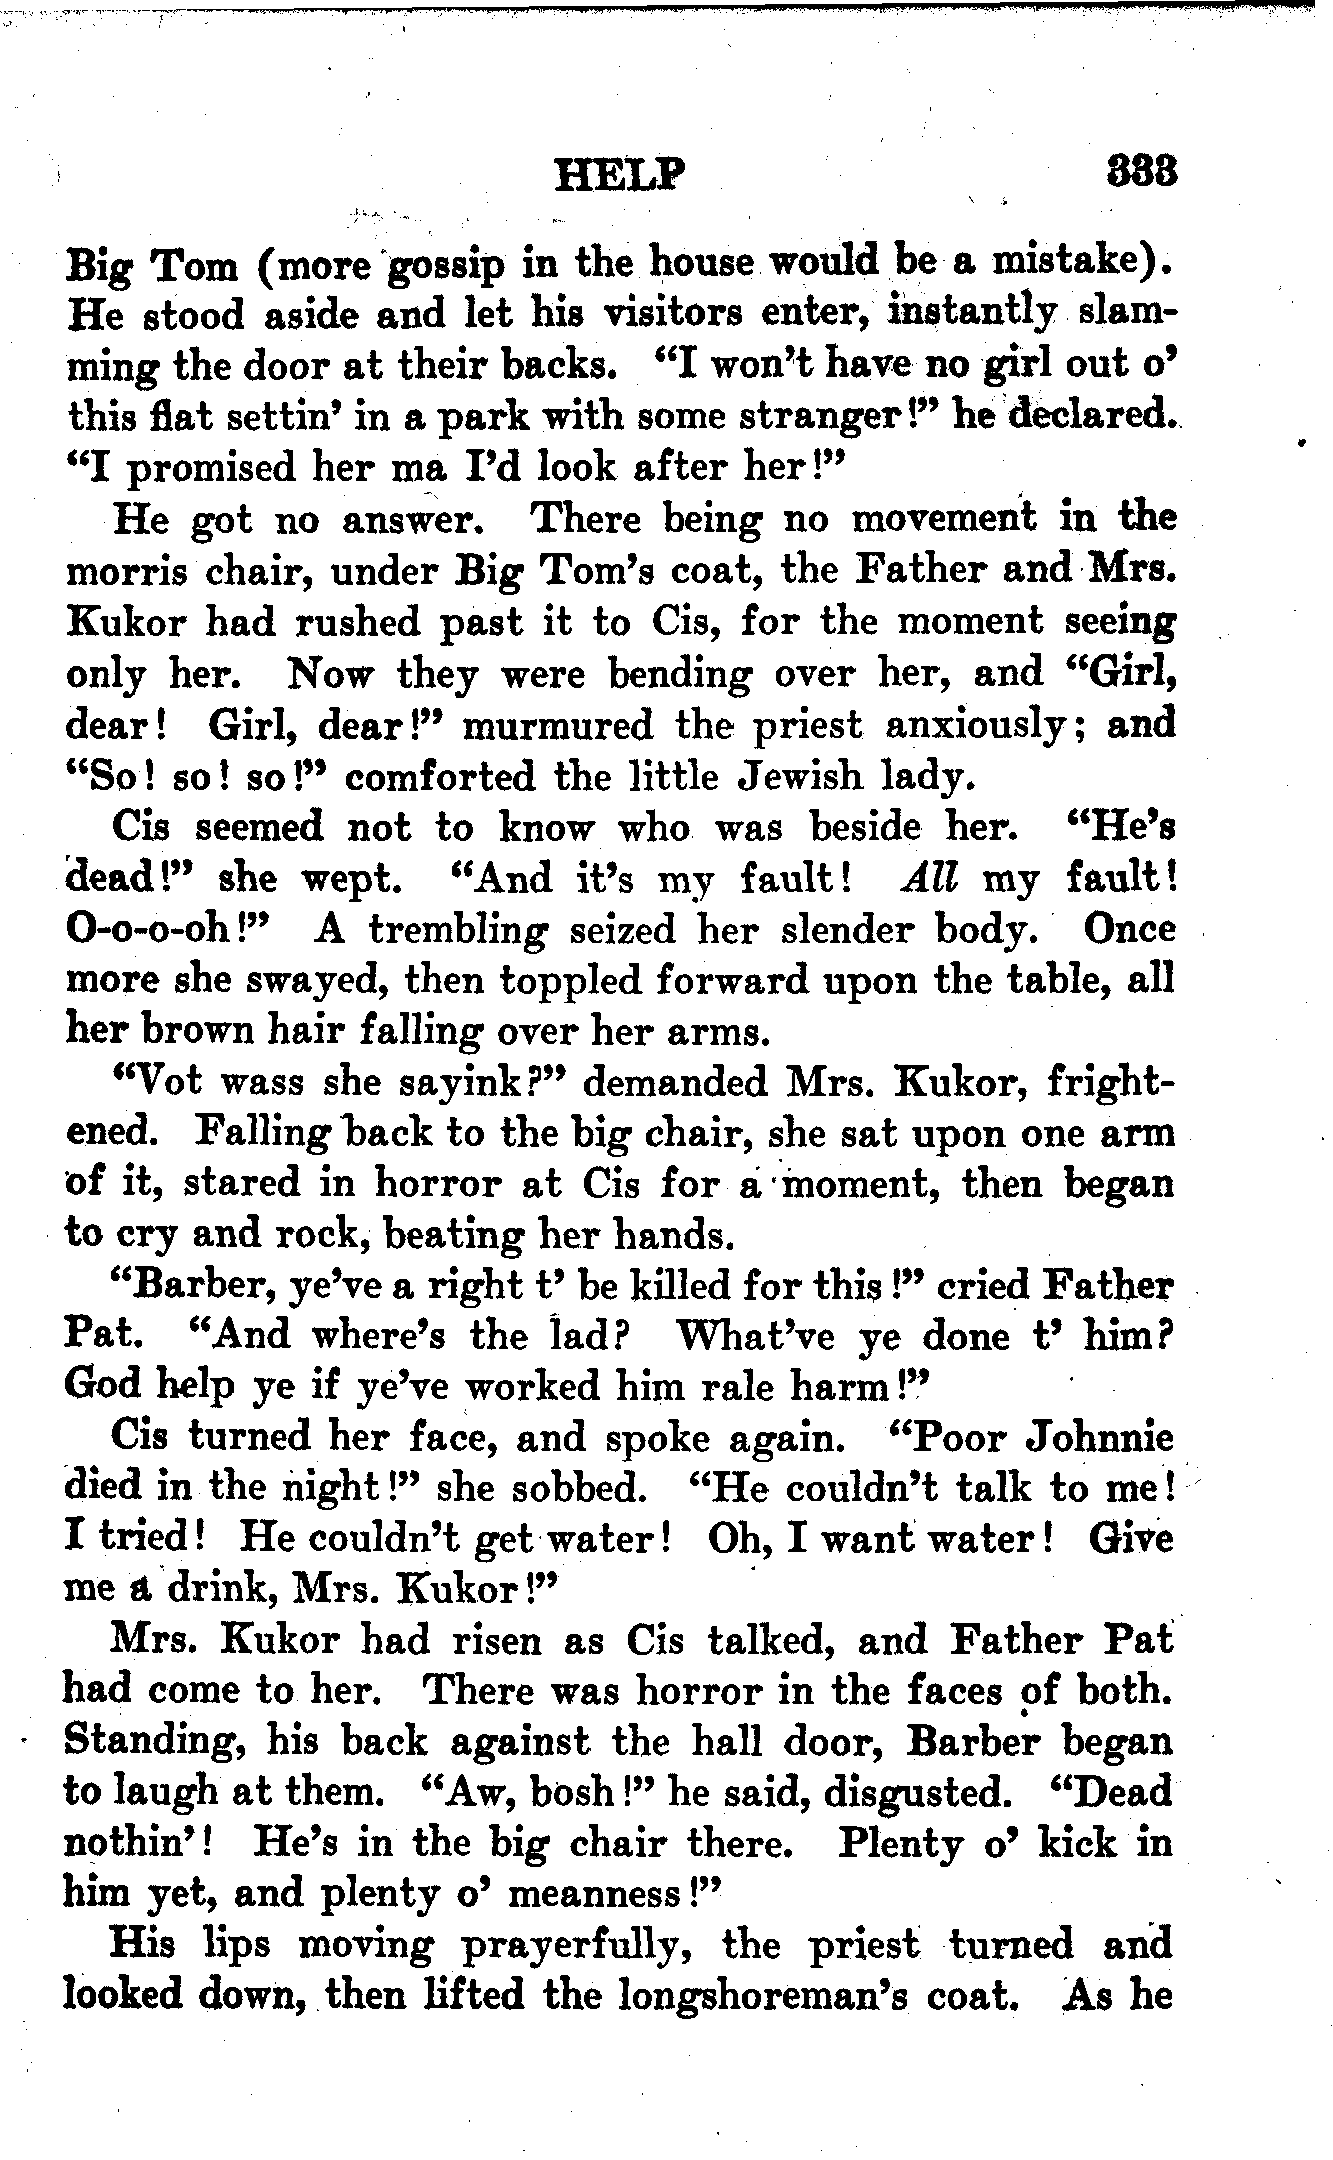 HELP 333
Big Tom (more gossip in the house would be a mistake).
He stood aside and let his visitors enter, instantly slam-
ming the door at their backs. "I won't have no girl out o'
this flat settin' in a park with some stranger!" he declared.
"I promised her ma I'd look after her!"
He got no answer. There being no movement in the
morris chair, under Big Tom's coat, the Father and Mrs.
Kukor had rushed past it to Cis, for the moment seeing
only her. Now they were bending over her, and "Girl,
dear! Girl, dear!" murmured the priest anxiously; and
"So! so! so!" comforted the little Jewish lady.
Cis seemed not to know who was beside her. "He's
dead!" she wept. "And it's my fault! All my fault!
O-o-o-oh!" A trembling seized her slender body. Once
more she swayed, then toppled forward upon the table, all
her brown hair falling over her arms.
"Vot wass she sayink?" demanded Mrs. Kukor, fright-
ened. Falling back to the big chair, she sat upon one arm
of it, stared in horror at Cis for a moment, then began
to cry and rock, beating her hands.
"Barber, ye've a right t' be killed for this!" cried Father
Pat. "And where's the lad? What've ye done t' him?
God help ye if ye've worked him rale harm!"
Cis turned her face, and spoke again. "Poor Johnnie
died in the night!" she sobbed. "He couldn't talk to me!
I tried! He couldn't get water! Oh, I want water! Give
me a drink, Mrs. Kukor!"
Mrs. Kukor had risen as Cis talked, and Father Pat
had come to her. There was horror in the faces of both.
Standing, his back against the hall door, Barber began
to laugh at them. "Aw, bosh!" he said, disgusted. "Dead
nothin'! He's in the big chair there. Plenty o' kick in
him yet, and plenty o' meanness!"
His lips moving prayerfully, the priest turned and
looked down, then lifted the longshoreman's coat. As he